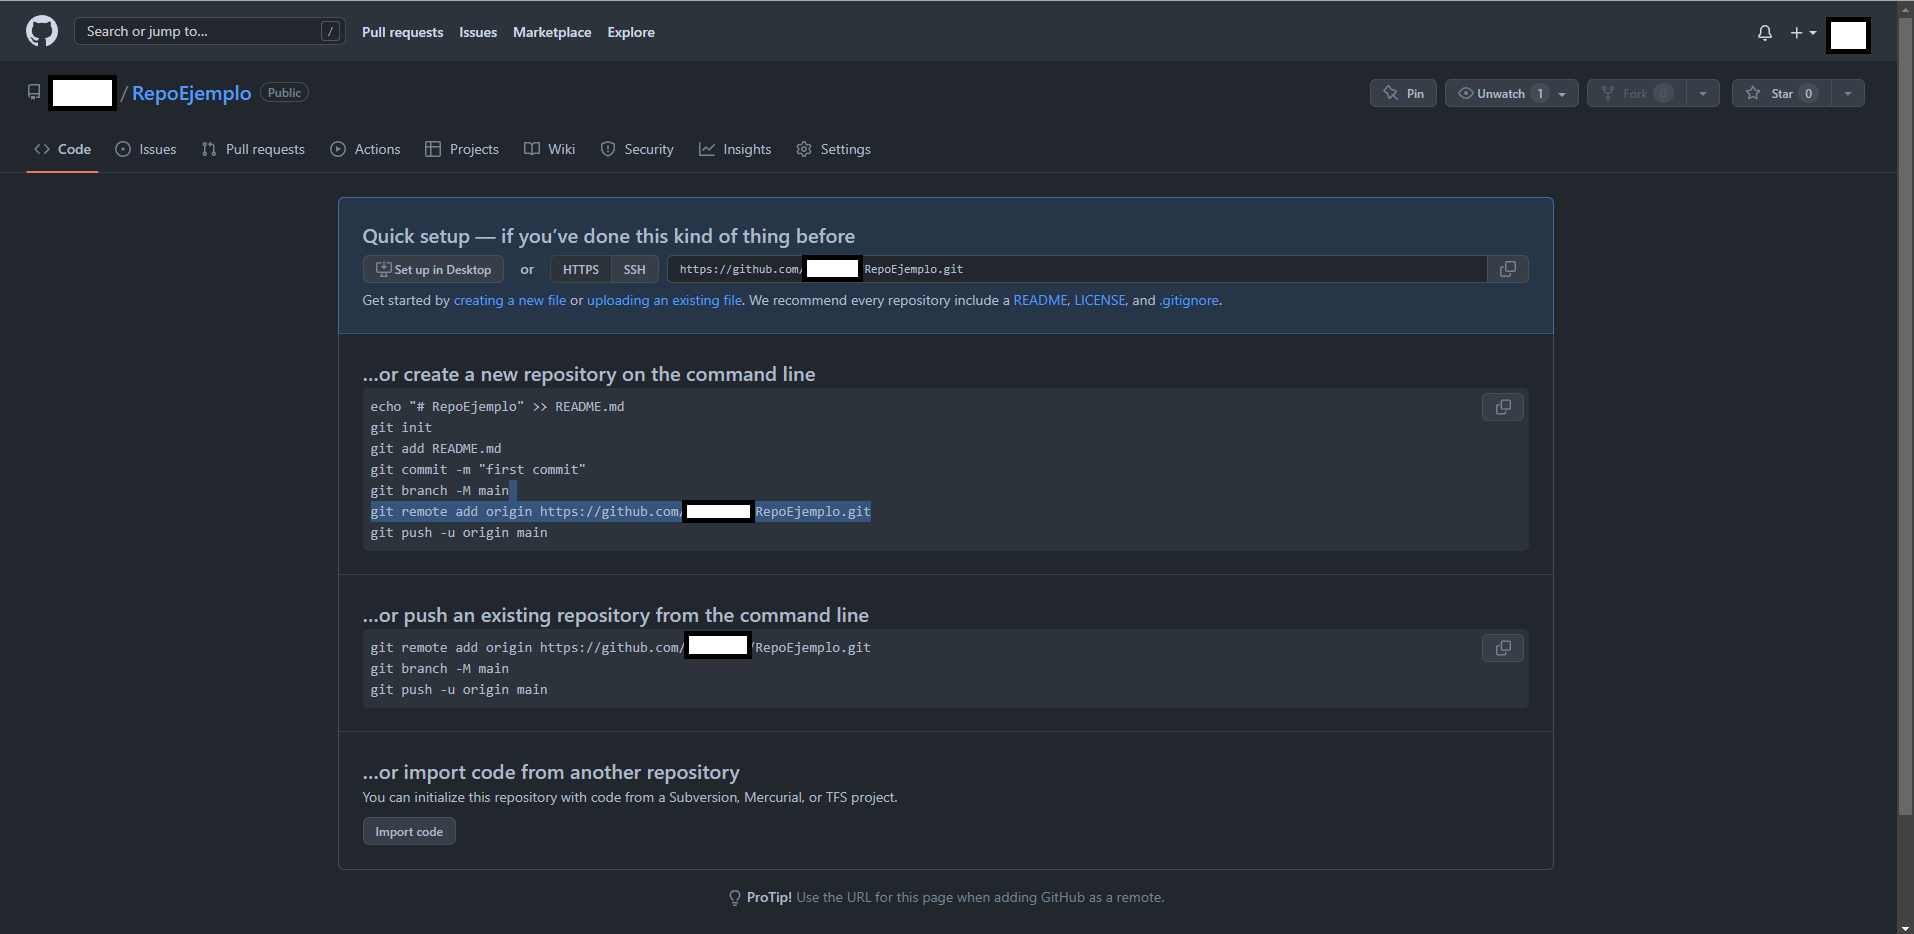 Search or jump to... /
Pull requests Issues Marketplace Explore
/ RepoEjemplo Public
Pin Unwatch 1 Fork 0 Star 0
Code Issues Pull requests Actions Projects Wiki Security Insights Settings
Quick setup — if you’ve done this kind of thing before
Set up in Desktop or HTTPS SSH https://github.com/ RepoEjemplo.git
Get started by creating a new file or uploading an existing file. We recommend every repository include a README, LICENSE, and .gitignore.
…or create a new repository on the command line
echo "# RepoEjemplo" >> README.md
git init
git add README.md
git commit -m "first commit"
git branch -M main
git remote add origin https://github.com/ RepoEjemplo.git
git push -u origin main
…or push an existing repository from the command line
git remote add origin https://github.com/ /RepoEjemplo.git
git branch -M main
git push -u origin main
…or import code from another repository
You can initialize this repository with code from a Subversion, Mercurial, or TFS project.
Import code
ProTip! Use the URL for this page when adding GitHub as a remote.